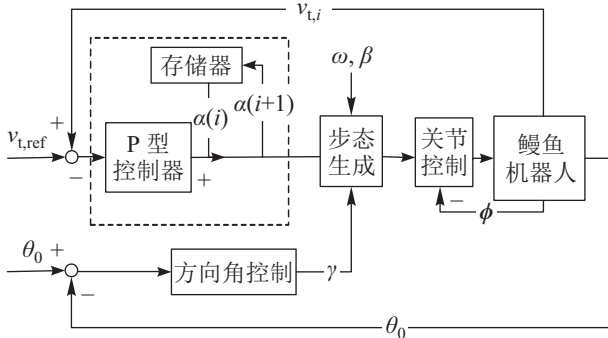 v_{t,i}
存储器
ω, β
α(i)
α(i+1)
+
v_{t,ref}
−
P 型
控制器
+
步态
生成
关节
控制
−
鳗鱼
机器人
ϕ
θ_0
+
−
方向角控制
γ
θ_0